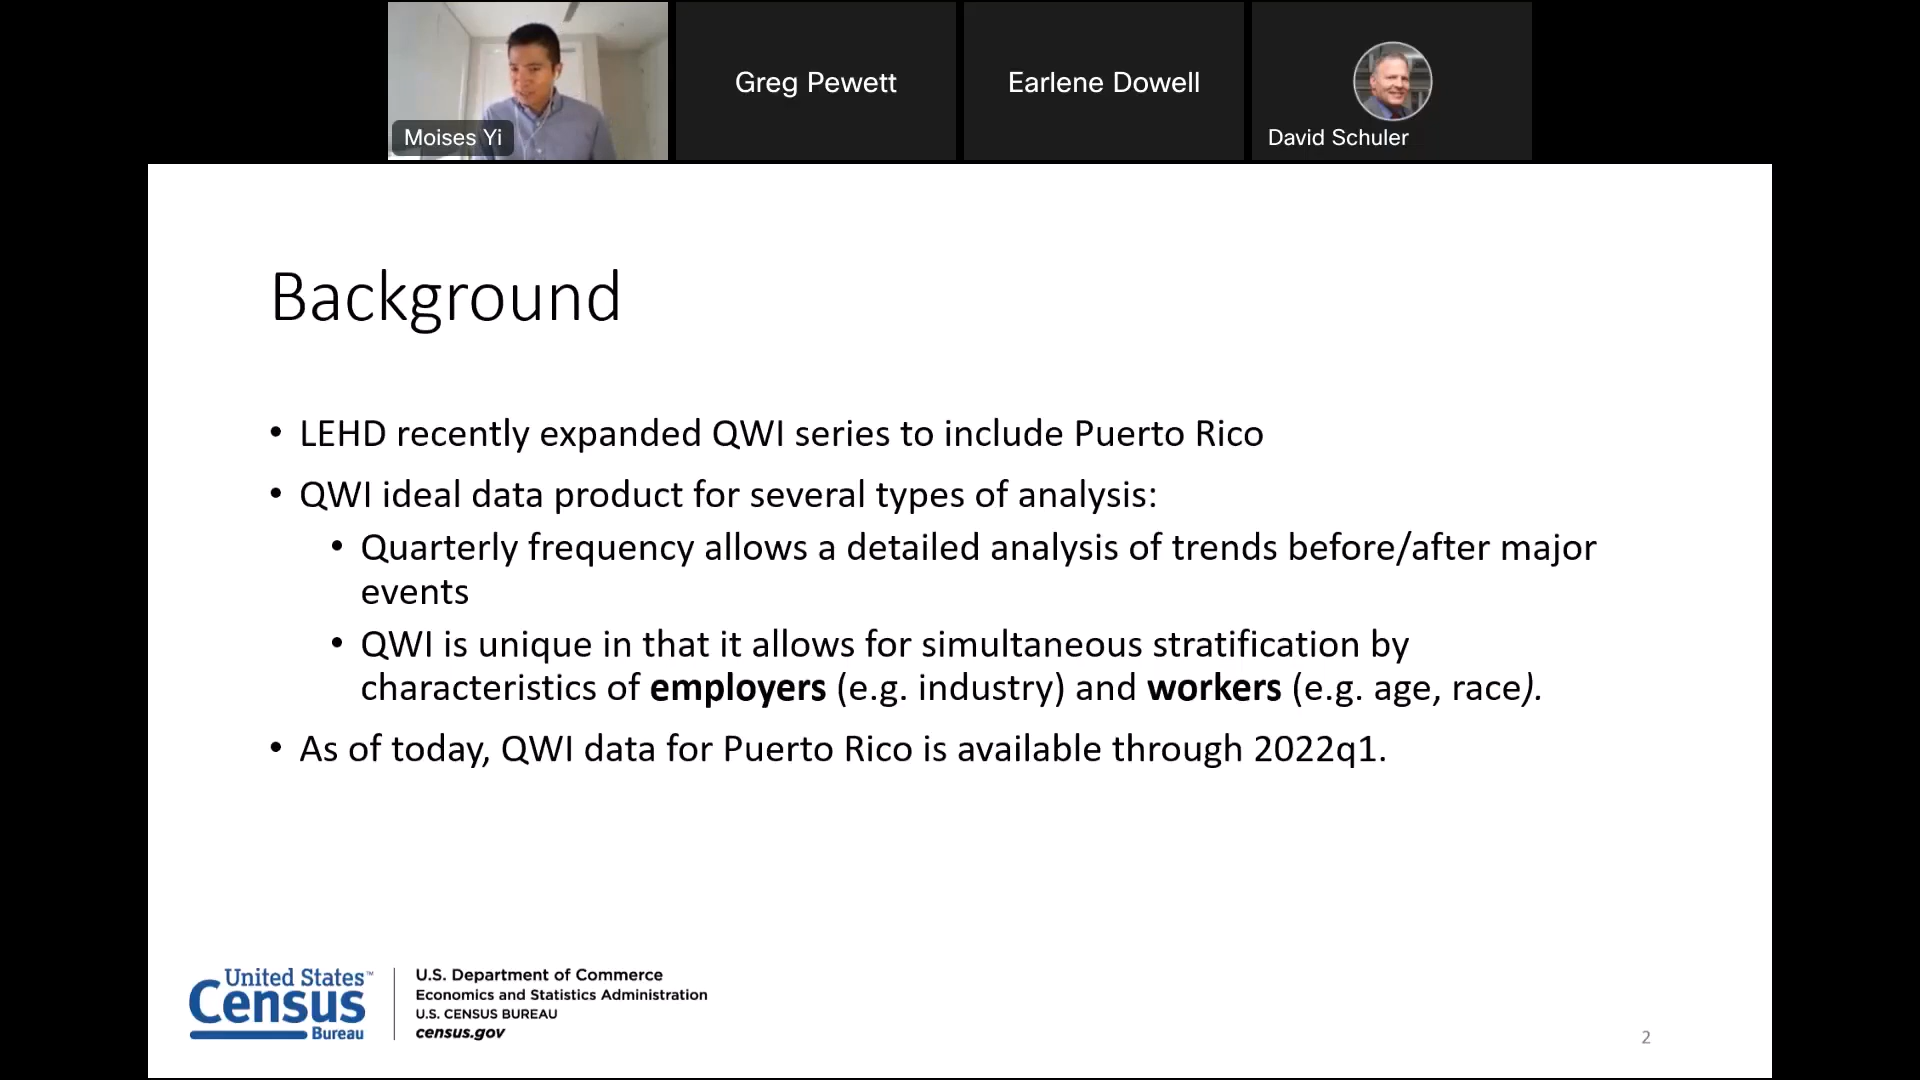 Moises Yi
Greg Pewett
Earlene Dowell
David Schuler
Background
• LEHD recently expanded QWI series to include Puerto Rico
• QWI ideal data product for several types of analysis:
• Quarterly frequency allows a detailed analysis of trends before/after major
events
• QWI is unique in that it allows for simultaneous stratification by
characteristics of employers (e.g. industry) and workers (e.g. age, race).
• As of today, QWI data for Puerto Rico is available through 2022q1.
United States™
Census
Bureau
U.S. Department of Commerce
Economics and Statistics Administration
U.S. CENSUS BUREAU
census.gov
2